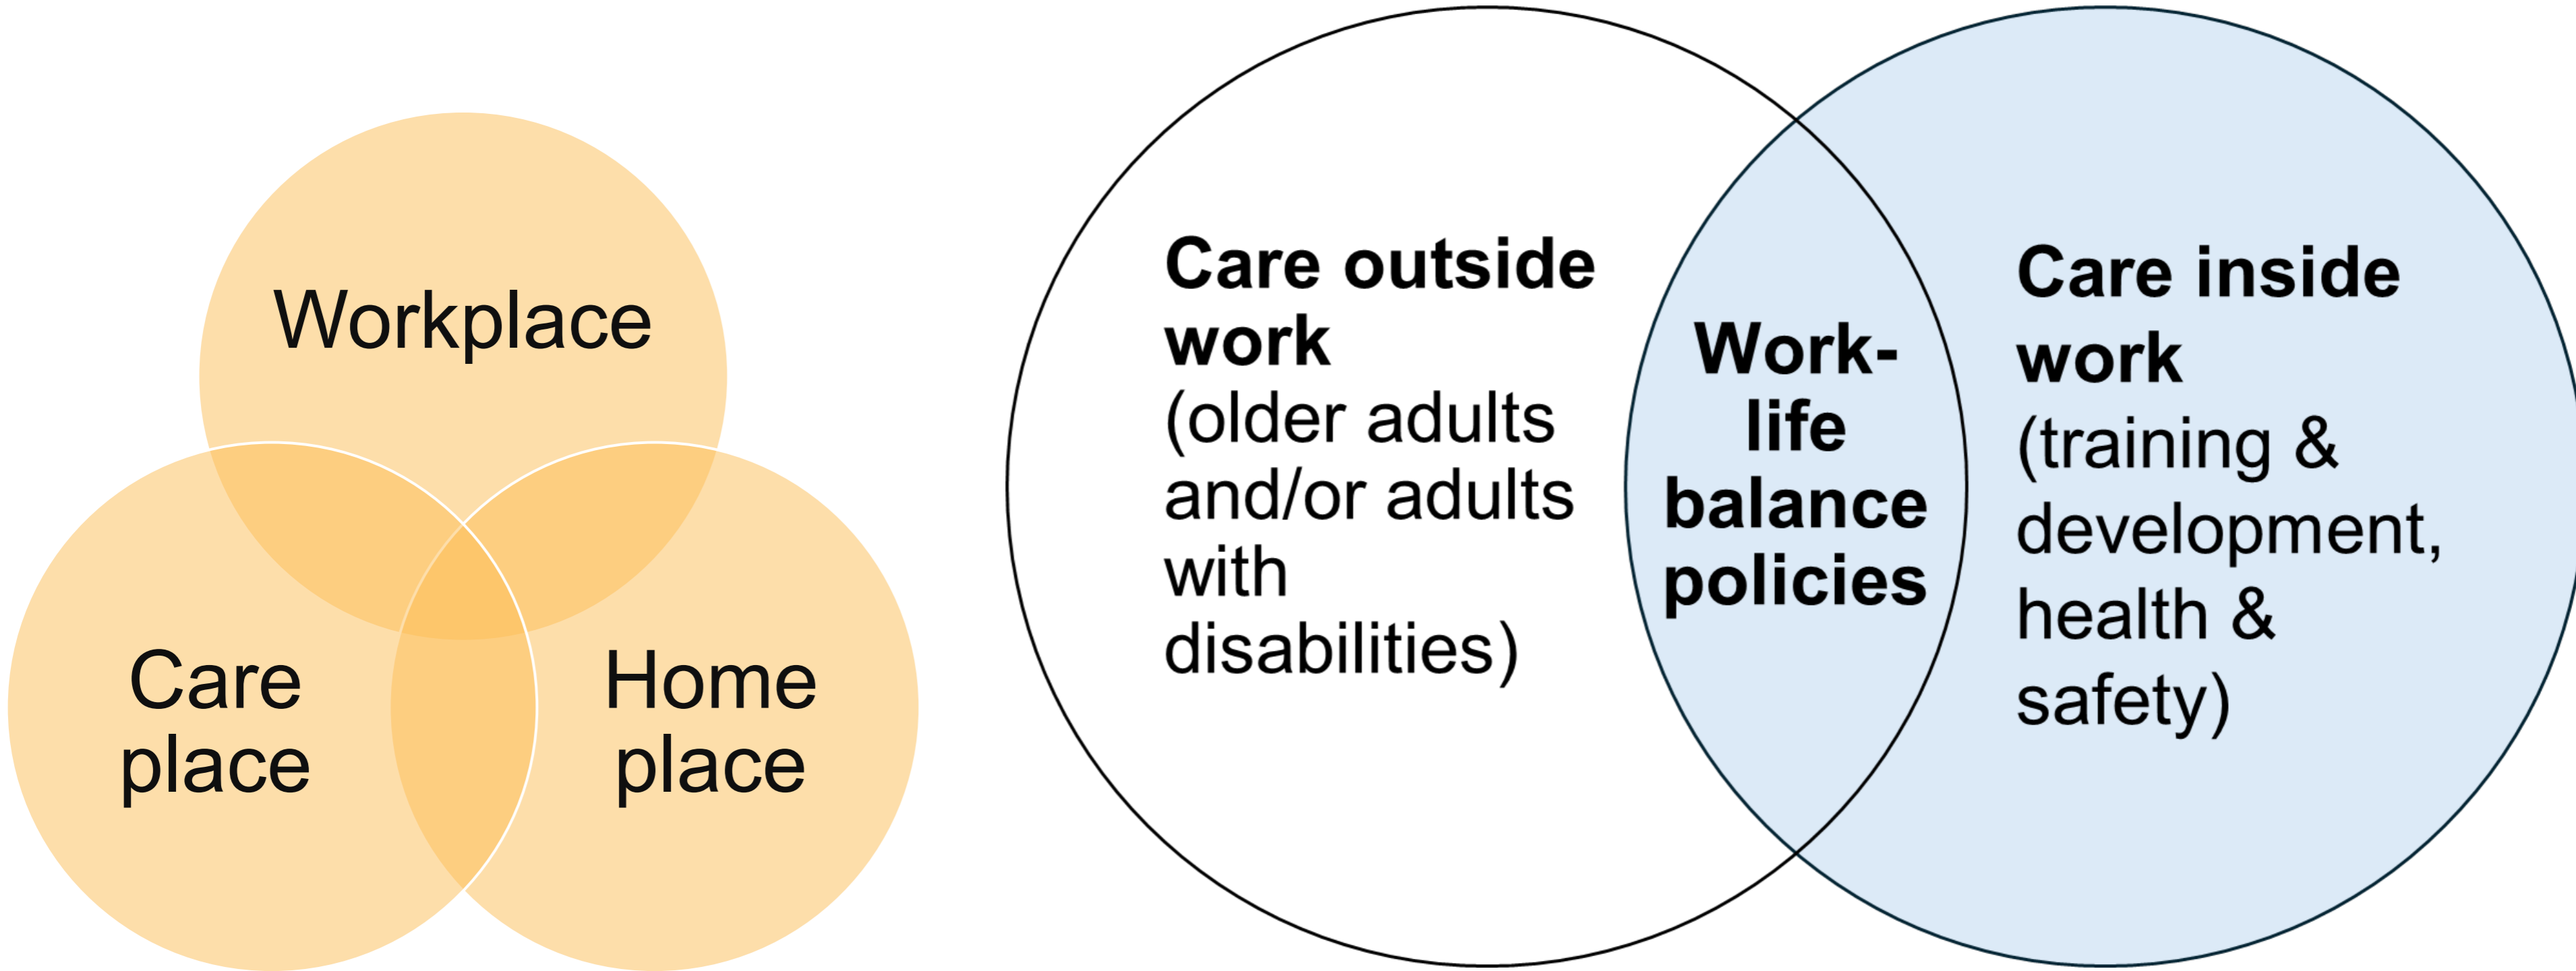 Workplace
Care
place
Home
place
Care outside
work
(older adults
and/or adults
with
disabilities)
Work-
life
balance
policies
Care inside
work
(training &
development,
health &
safety)